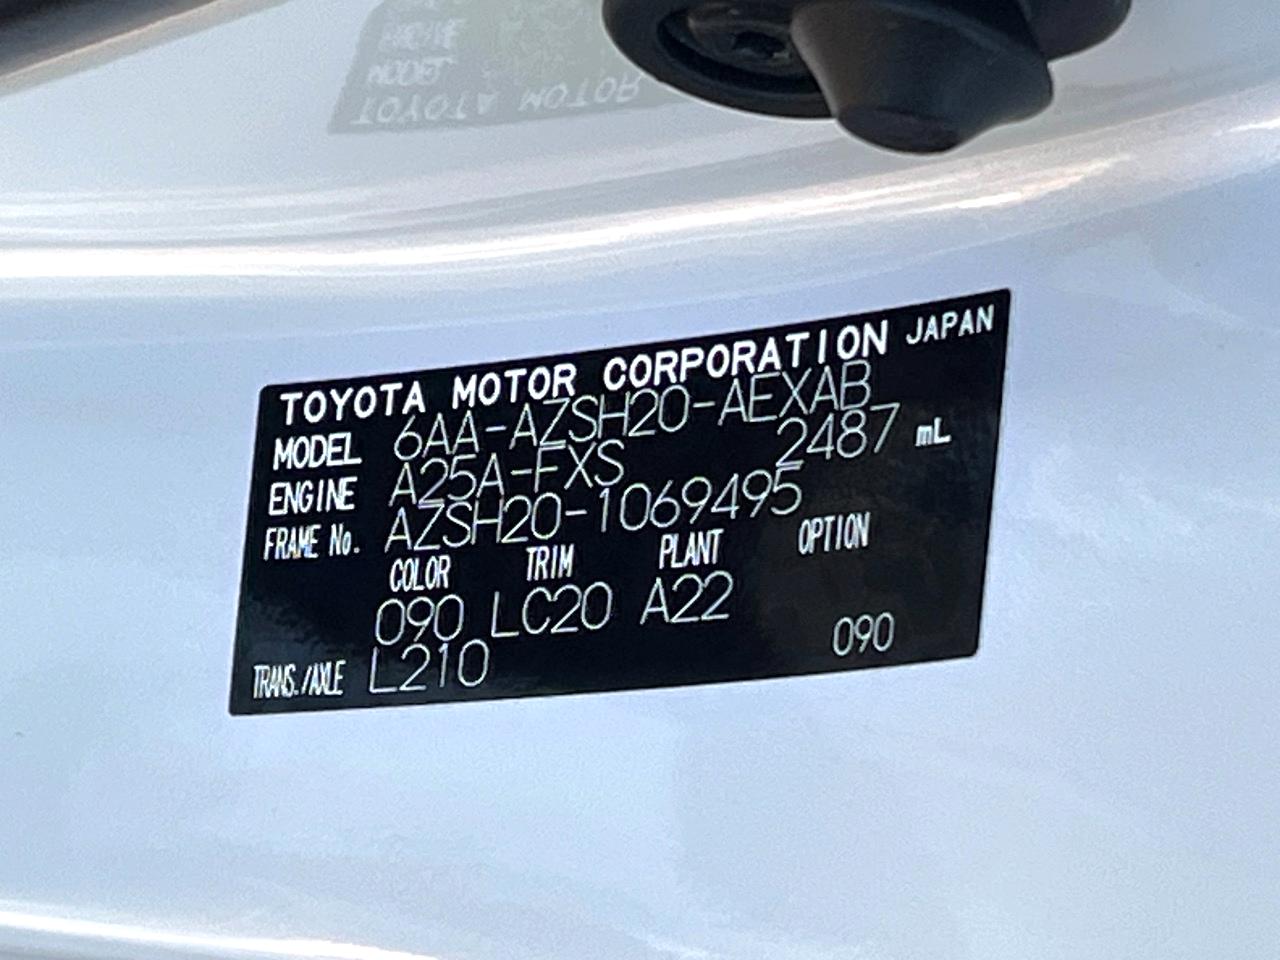 TOYOTA MOTOR CORPORATION JAPAN
MODEL 6AA-AZSH20-AEXAB
ENGINE A25A-FXS 2487 mL
FRAME No. AZSH20-1069495
COLOR TRIM PLANT OPTION
090 LC20 A22
TRANS./AXLE L210 090